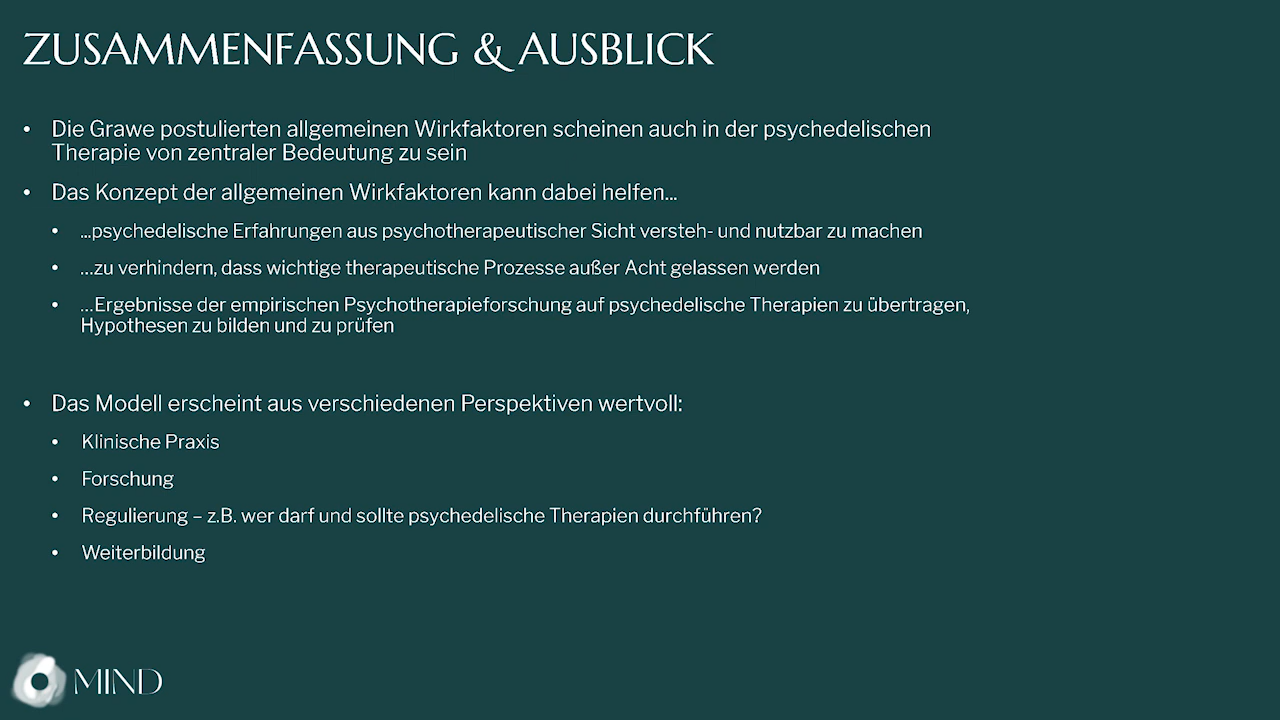 ZUSAMMENFASSUNG & AUSBLICK
• Die Grawe postulierten allgemeinen Wirkfaktoren scheinen auch in der psychedelischen
Therapie von zentraler Bedeutung zu sein
• Das Konzept der allgemeinen Wirkfaktoren kann dabei helfen...
• ...psychedelische Erfahrungen aus psychotherapeutischer Sicht versteh- und nutzbar zu machen
• ...zu verhindern, dass wichtige therapeutische Prozesse außer Acht gelassen werden
• ...Ergebnisse der empirischen Psychotherapieforschung auf psychedelische Therapien zu übertragen,
Hypothesen zu bilden und zu prüfen
• Das Modell erscheint aus verschiedenen Perspektiven wertvoll:
• Klinische Praxis
• Forschung
• Regulierung – z.B. wer darf und sollte psychedelische Therapien durchführen?
• Weiterbildung
MIND